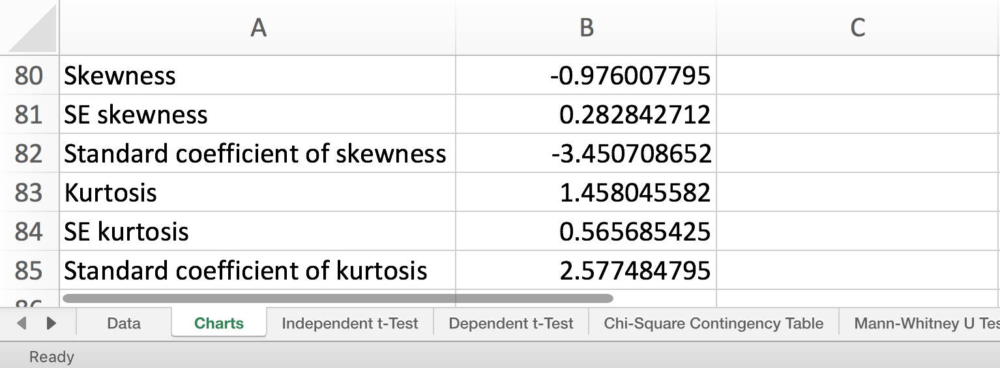 A B C
80 Skewness -0.976007795
81 SE skewness 0.282842712
82 Standard coefficient of skewness -3.450708652
83 Kurtosis 1.458045582
84 SE kurtosis 0.565685425
85 Standard coefficient of kurtosis 2.577484795
Data Charts Independent t-Test Dependent t-Test Chi-Square Contingency Table Mann-Whitney U
Ready